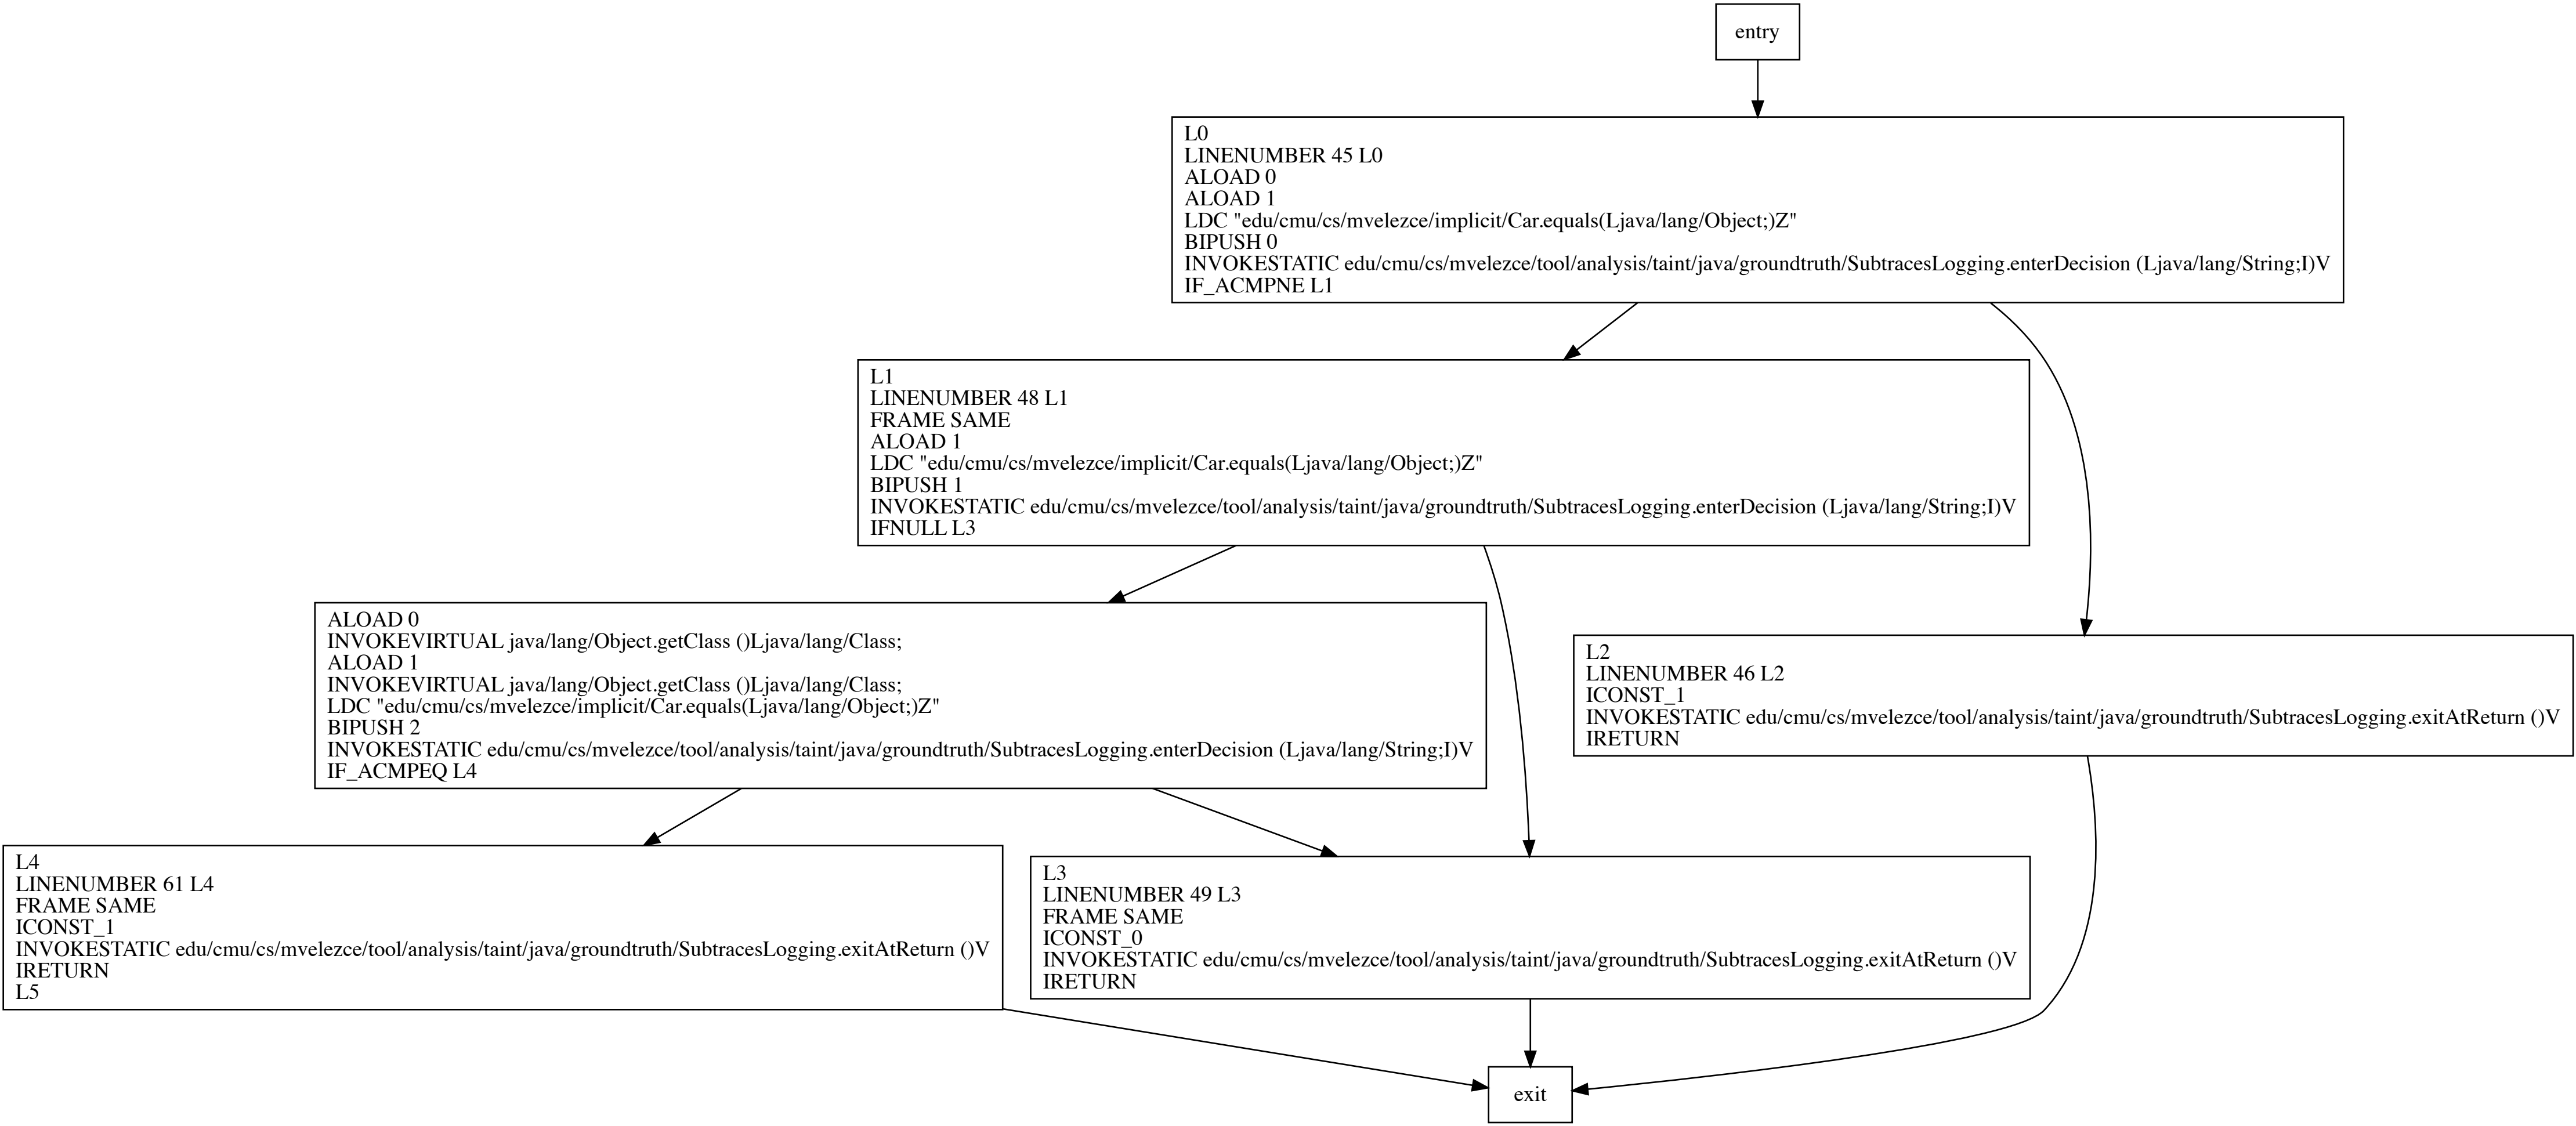 entry
L0
LINENUMBER 45 L0
ALOAD 0
ALOAD 1
LDC "edu/cmu/cs/mvelezce/implicit/Car.equals(Ljava/lang/Object;)Z"
BIPUSH 0
INVOKESTATIC edu/cmu/cs/mvelezce/tool/analysis/taint/java/groundtruth/SubtracesLogging.enterDecision (Ljava/lang/String;I)V
IF_ACMPNE L1
L1
LINENUMBER 48 L1
FRAME SAME
ALOAD 1
LDC "edu/cmu/cs/mvelezce/implicit/Car.equals(Ljava/lang/Object;)Z"
BIPUSH 1
INVOKESTATIC edu/cmu/cs/mvelezce/tool/analysis/taint/java/groundtruth/SubtracesLogging.enterDecision (Ljava/lang/String;I)V
IFNULL L3
ALOAD 0
INVOKEVIRTUAL java/lang/Object.getClass ()Ljava/lang/Class;
ALOAD 1
INVOKEVIRTUAL java/lang/Object.getClass ()Ljava/lang/Class;
LDC "edu/cmu/cs/mvelezce/implicit/Car.equals(Ljava/lang/Object;)Z"
BIPUSH 2
INVOKESTATIC edu/cmu/cs/mvelezce/tool/analysis/taint/java/groundtruth/SubtracesLogging.enterDecision (Ljava/lang/String;I)V
IF_ACMPEQ L4
L2
LINENUMBER 46 L2
ICONST_1
INVOKESTATIC edu/cmu/cs/mvelezce/tool/analysis/taint/java/groundtruth/SubtracesLogging.exitAtReturn ()V
IRETURN
L4
LINENUMBER 61 L4
FRAME SAME
ICONST_1
INVOKESTATIC edu/cmu/cs/mvelezce/tool/analysis/taint/java/groundtruth/SubtracesLogging.exitAtReturn ()V
IRETURN
L5
L3
LINENUMBER 49 L3
FRAME SAME
ICONST_0
INVOKESTATIC edu/cmu/cs/mvelezce/tool/analysis/taint/java/groundtruth/SubtracesLogging.exitAtReturn ()V
IRETURN
exit